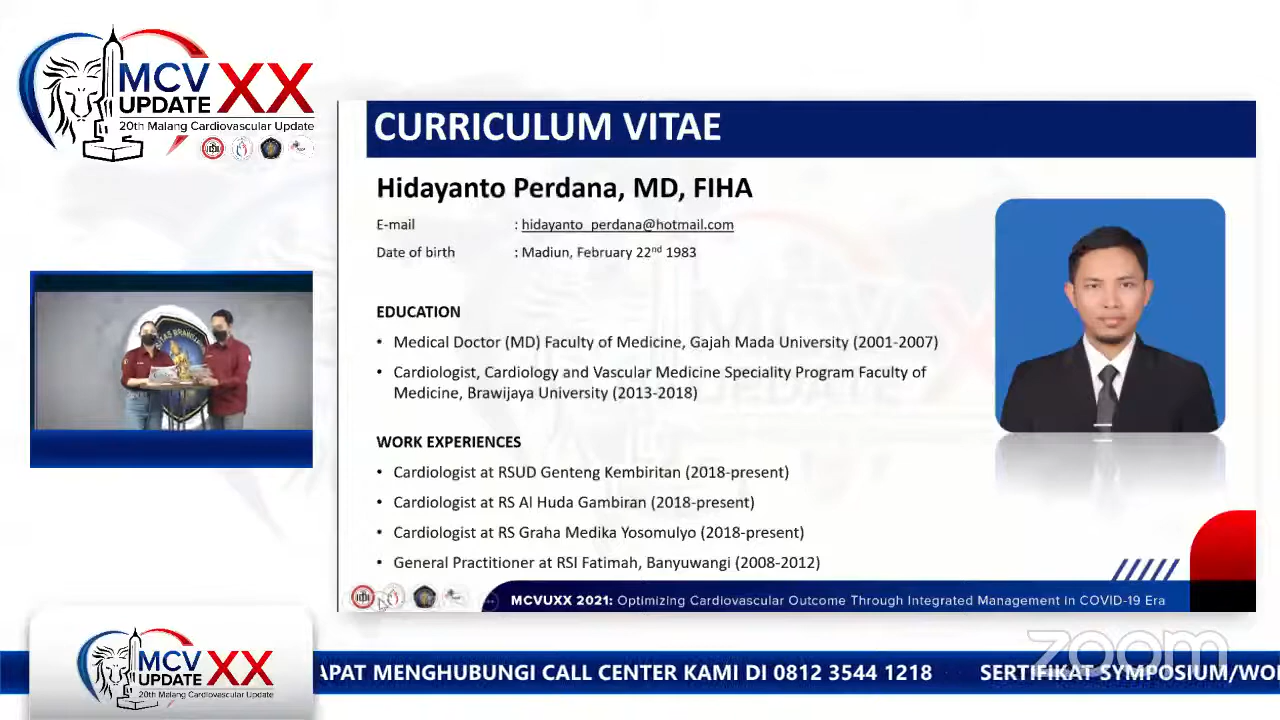 MCV XX
UPDATE
20th Malang Cardiovascular Update
CURRICULUM VITAE
Hidayanto Perdana, MD, FIHA
E-mail : hidayanto_perdana@hotmail.com
Date of birth : Madiun, February 22nd 1983
EDUCATION
• Medical Doctor (MD) Faculty of Medicine, Gajah Mada University (2001-2007)
• Cardiologist, Cardiology and Vascular Medicine Speciality Program Faculty of
Medicine, Brawijaya University (2013-2018)
WORK EXPERIENCES
• Cardiologist at RSUD Genteng Kembiritan (2018-present)
• Cardiologist at RS Al Huda Gambiran (2018-present)
• Cardiologist at RS Graha Medika Yosomulyo (2018-present)
• General Practitioner at RSI Fatimah, Banyuwangi (2008-2012)
MCVUXX 2021: Optimizing Cardiovascular Outcome Through Integrated Management in COVID-19 Era
zoom
MCV XX
UPDATE
20th Malang Cardiovascular Update
APAT MENGHUBUNGI CALL CENTER KAMI DI 0812 3544 1218 SERTIFIKAT SYMPOSIUM/WO